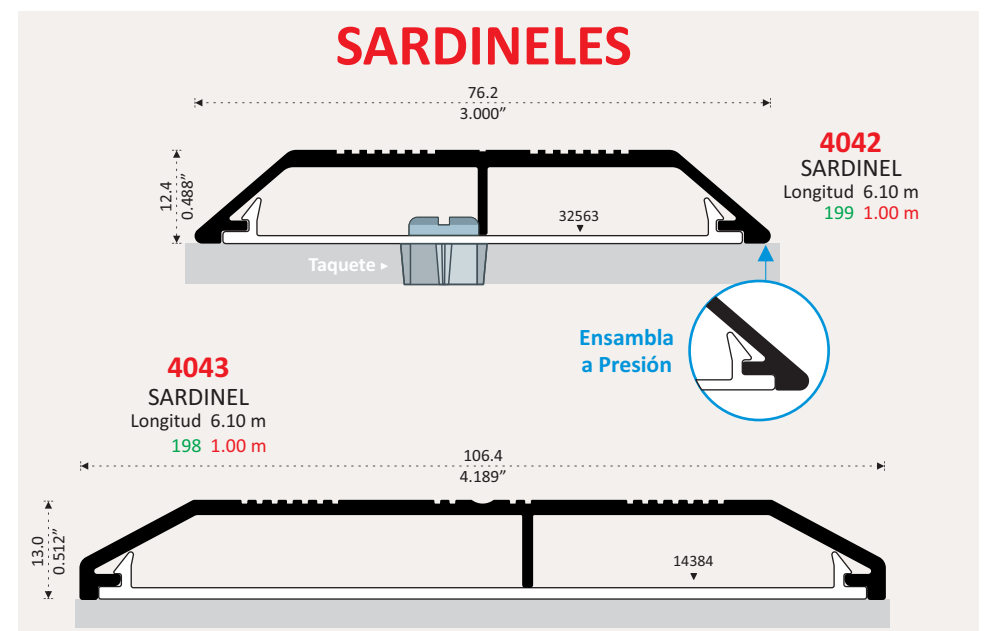 SARDINELES
76.2
3.000”
4042
SARDINEL
Longitud 6.10 m
199 1.00 m
12.4
0.488”
32563
Taquete ▸
Ensambla
a Presión
4043
SARDINEL
Longitud 6.10 m
198 1.00 m
106.4
4.189”
13.0
0.512”
14384